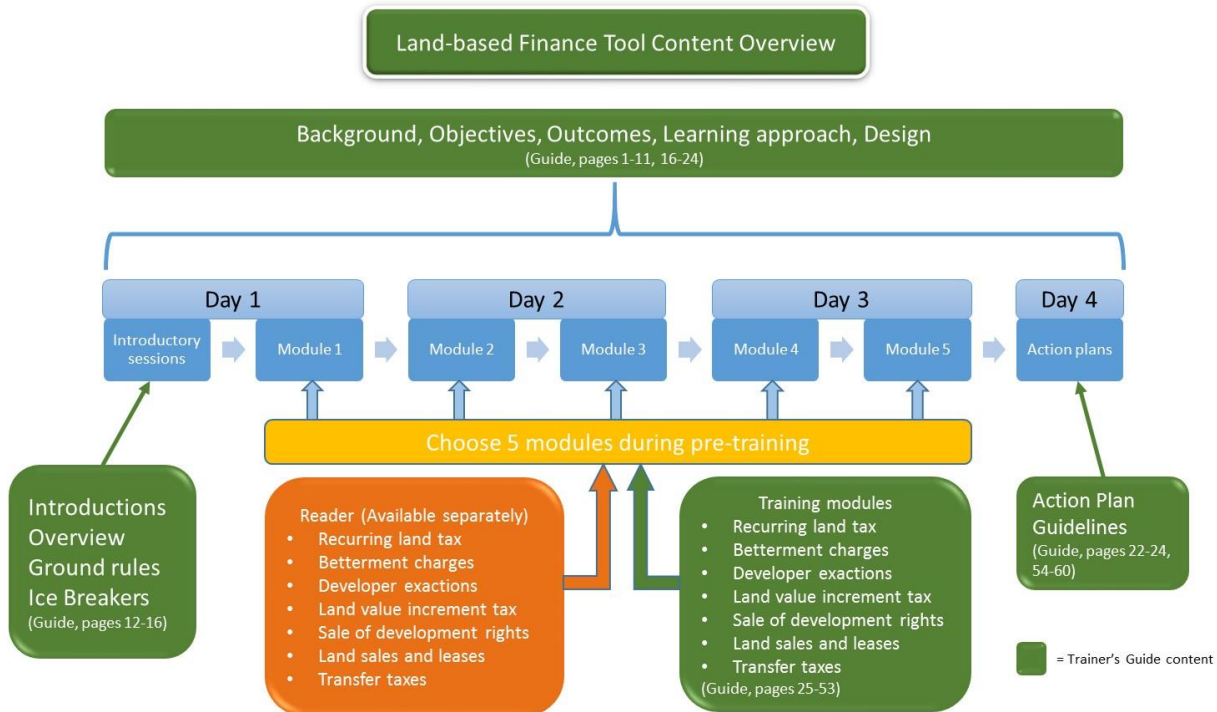 Land-based Finance Tool Content Overview
Background, Objectives, Outcomes, Learning approach, Design
(Guide, pages 1-11, 16-24)
Day 1
Day 2
Day 3
Day 4
Introductory
sessions
Module 1
Module 2
Module 3
Module 4
Module 5
Action plans
Choose 5 modules during pre-training
Introductions
Overview
Ground rules
Ice Breakers
(Guide, pages 12-16)
Reader (Available separately)
• Recurring land tax
• Betterment charges
• Developer exactions
• Land value increment tax
• Sale of development rights
• Land sales and leases
• Transfer taxes
Training modules
• Recurring land tax
• Betterment charges
• Developer exactions
• Land value increment tax
• Sale of development rights
• Land sales and leases
• Transfer taxes
(Guide, pages 25-53)
Action Plan
Guidelines
(Guide, pages 22-24,
54-60)
= Trainer's Guide content